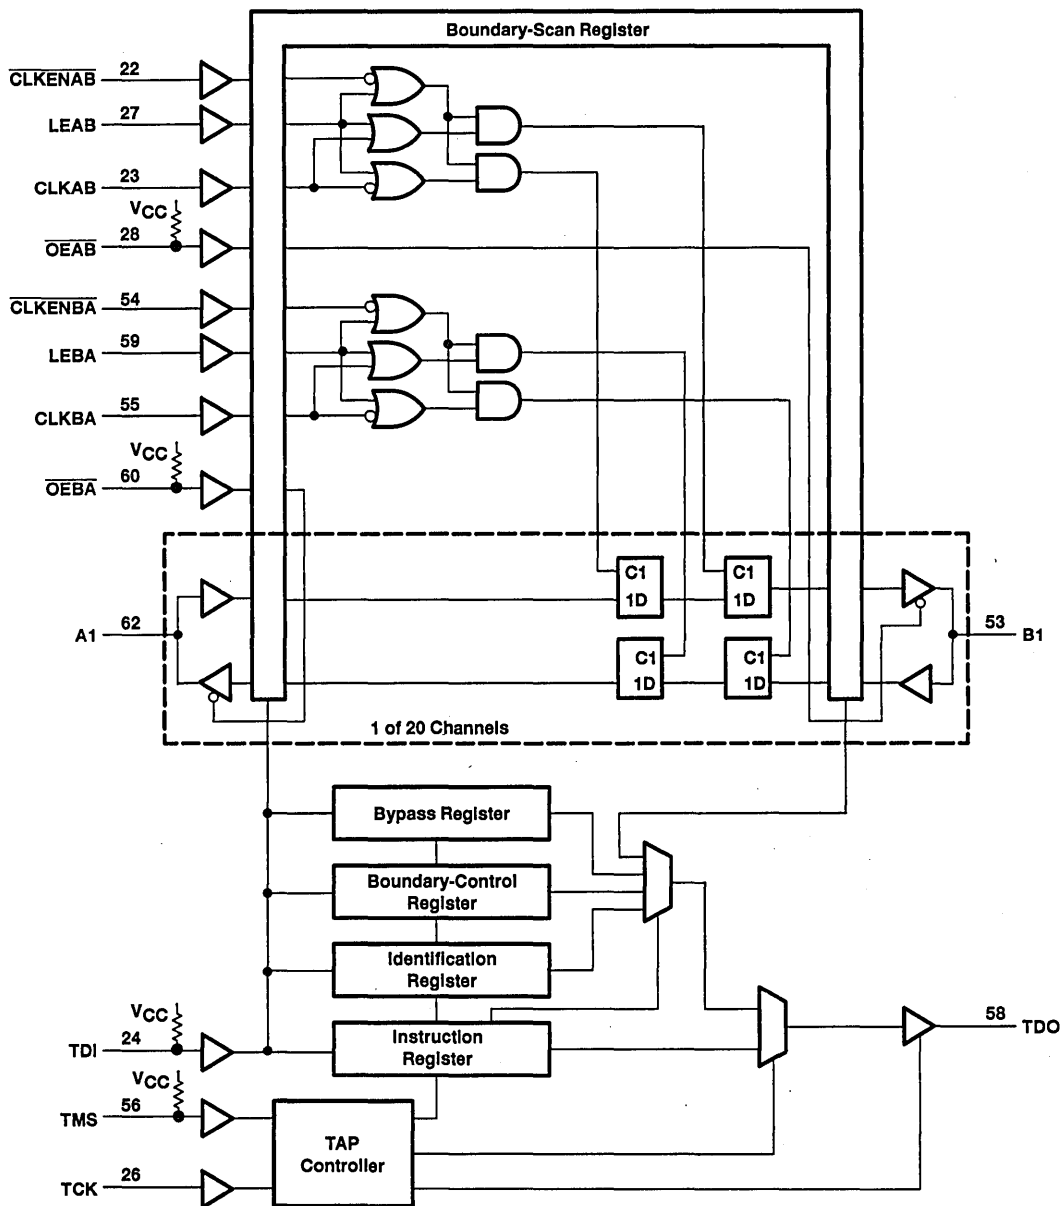 Boundary-Scan Register
CLKENAB 22
LEAB 27
CLKAB 23
VCC
OEAB 28
CLKENBA 54
LEBA 59
CLKBA 55
VCC
OEBA 60
C1
1D
C1
1D
A1 62
53 B1
C1
1D
C1
1D
1 of 20 Channels
Bypass Register
Boundary-Control
Register
Identification
Register
VCC
TDI 24
Instruction
Register
58 TDO
VCC
TMS 56
TAP
Controller
TCK 26